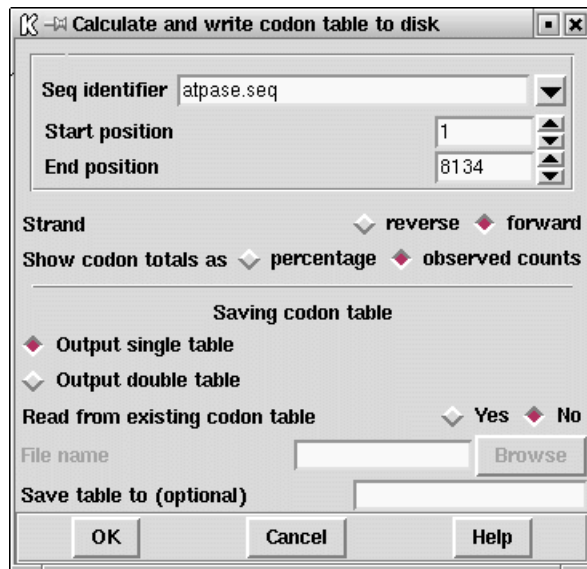 Calculate and write codon table to disk
Seq identifier atpase.seq
Start position 1
End position 8134
Strand reverse forward
Show codon totals as percentage observed counts
Saving codon table
Output single table
Output double table
Read from existing codon table Yes No
File name Browse
Save table to (optional)
OK Cancel Help